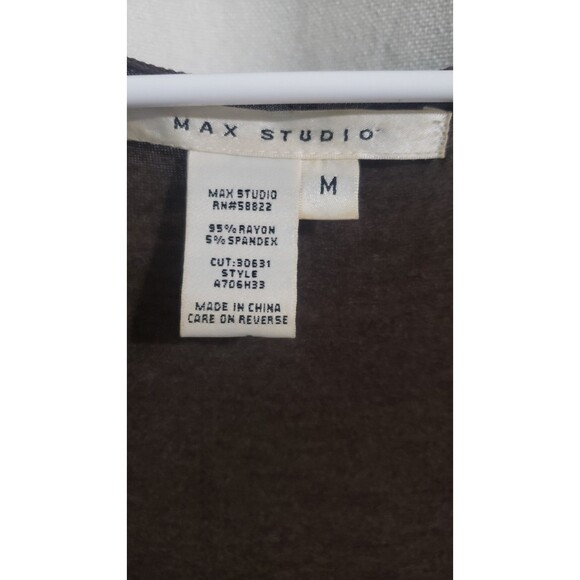 MAX STUDIO
M
MAX STUDIO
RN#58822
95% RAYON
5% SPANDEX
CUT:30631
STYLE
A706H33
MADE IN CHINA
CARE ON REVERSE